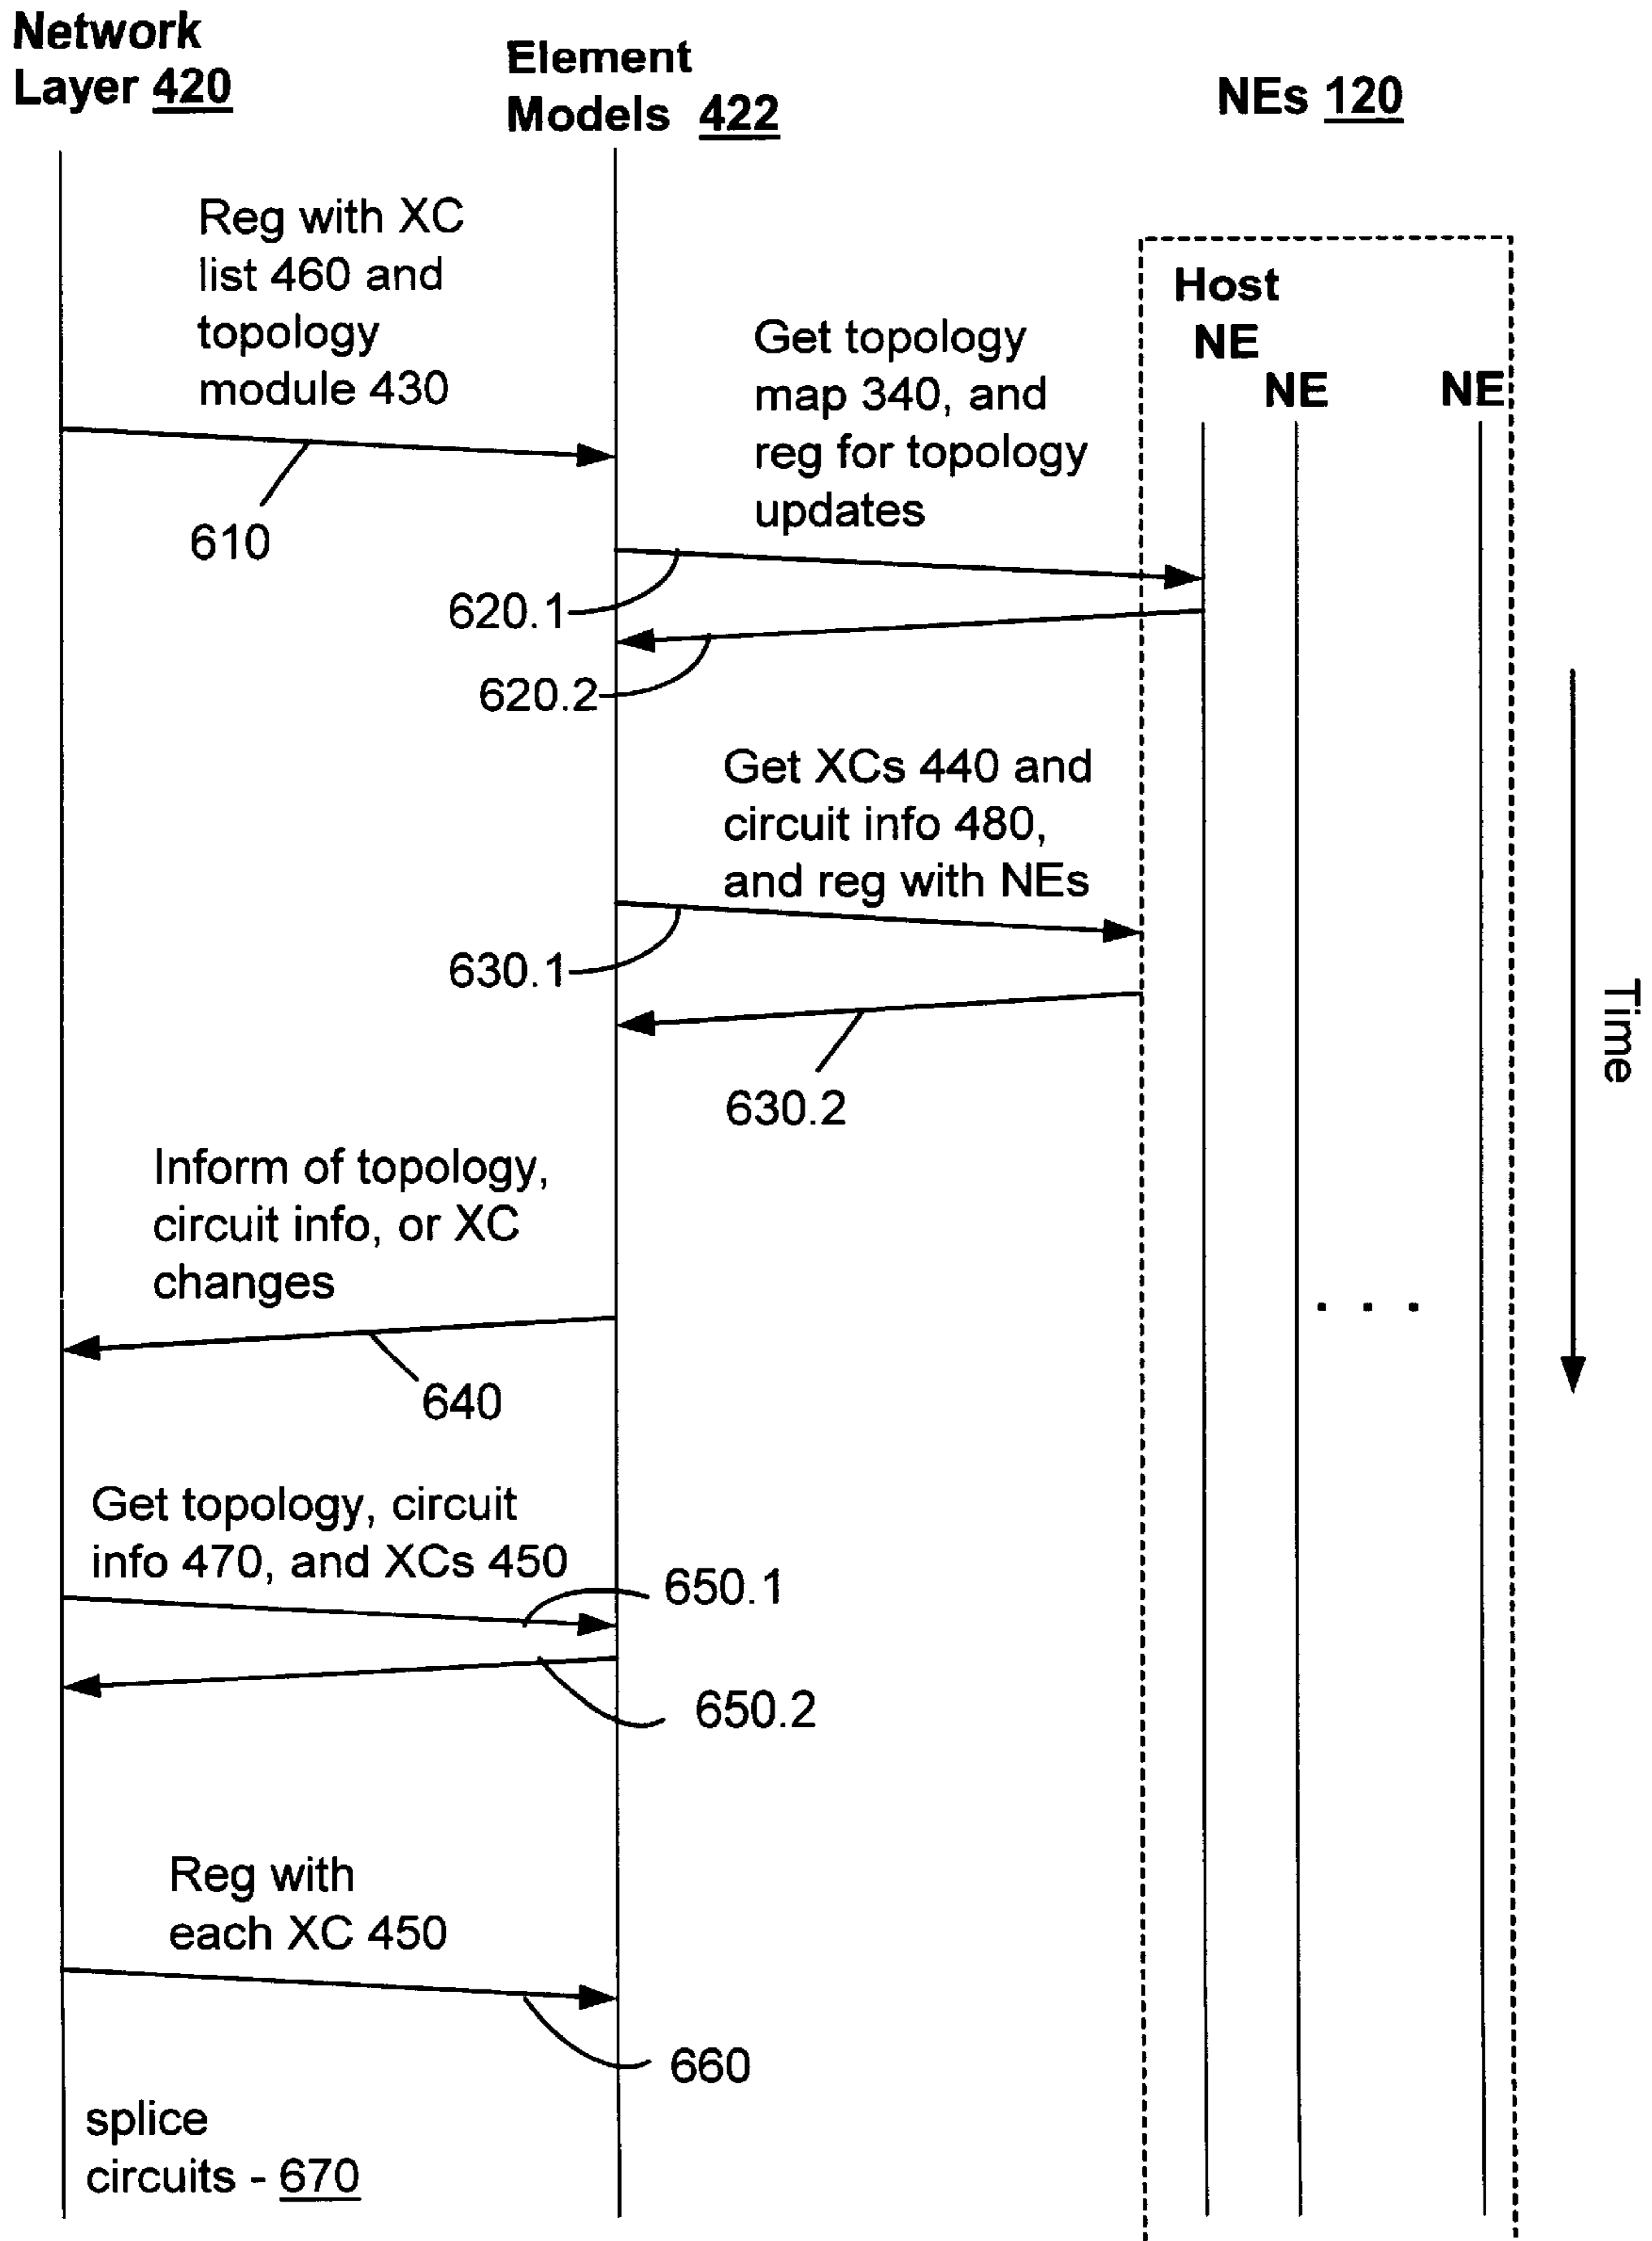 Network
Layer 420
Element
Models 422
NEs 120
Reg with XC
list 460 and
topology
module 430
610
Host
NE
NE
NE
Get topology
map 340, and
reg for topology
updates
620.1
620.2
Get XCs 440 and
circuit info 480,
and reg with NEs
630.1
630.2
Time
Inform of topology,
circuit info, or XC
changes
. . .
640
Get topology, circuit
info 470, and XCs 450
650.1
650.2
Reg with
each XC 450
660
splice
circuits - 670